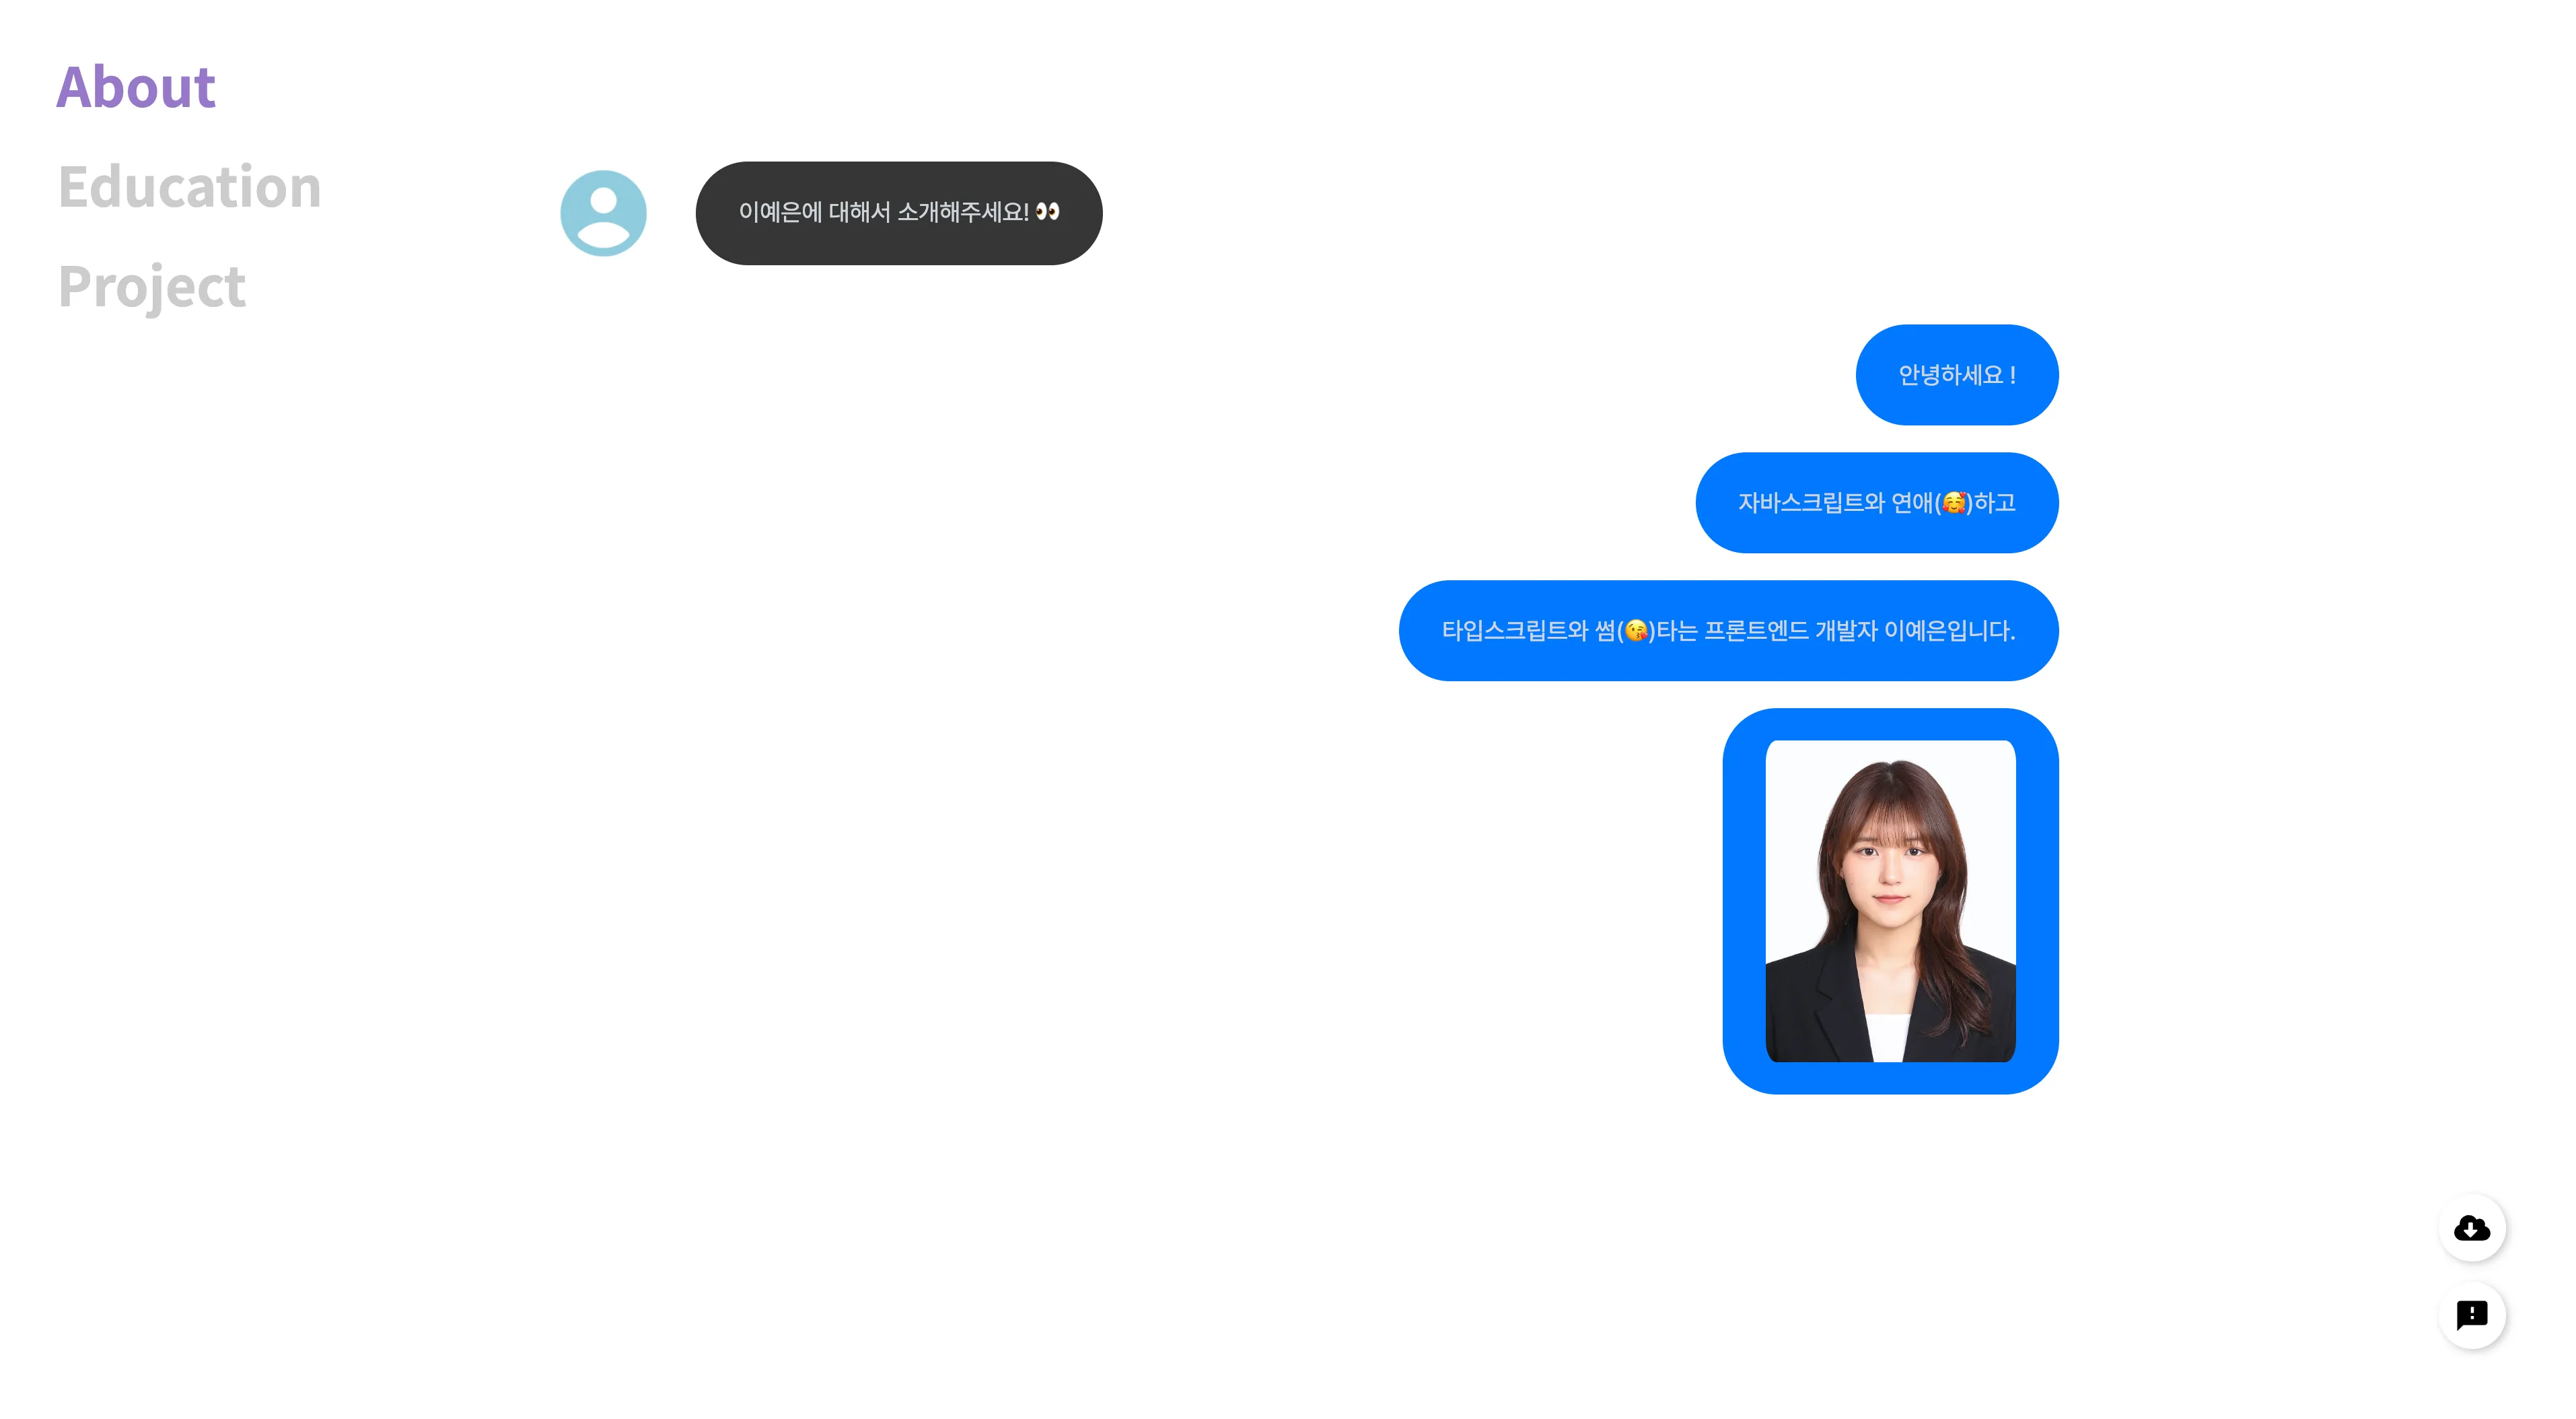 About
Education
Project
이예은에 대해서 소개해주세요! 👀
안녕하세요 !
자바스크립트와 연애(🥰)하고
타입스크립트와 썸(😘)타는 프론트엔드 개발자 이예은입니다.